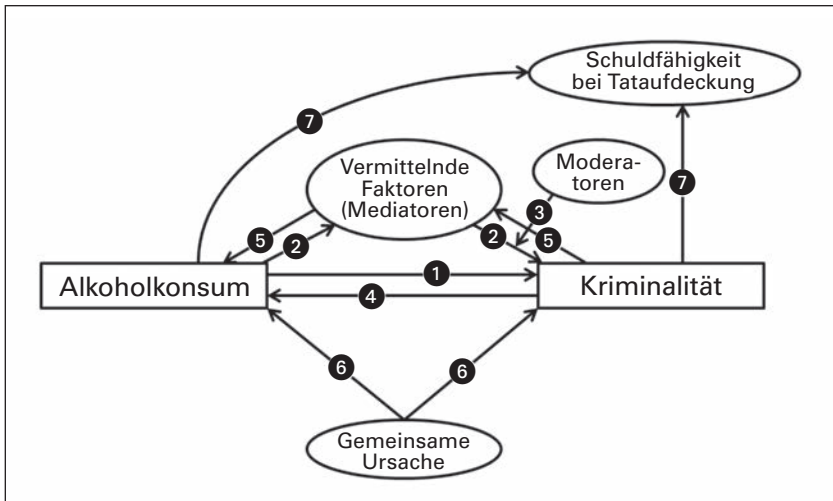 Schuldfähigkeit
bei Tataufdeckung
7
Vermittelnde
Faktoren
(Mediatoren)
Modera-
toren
7
3
5
2
2
5
Alkoholkonsum
1
Kriminalität
4
6
6
Gemeinsame
Ursache